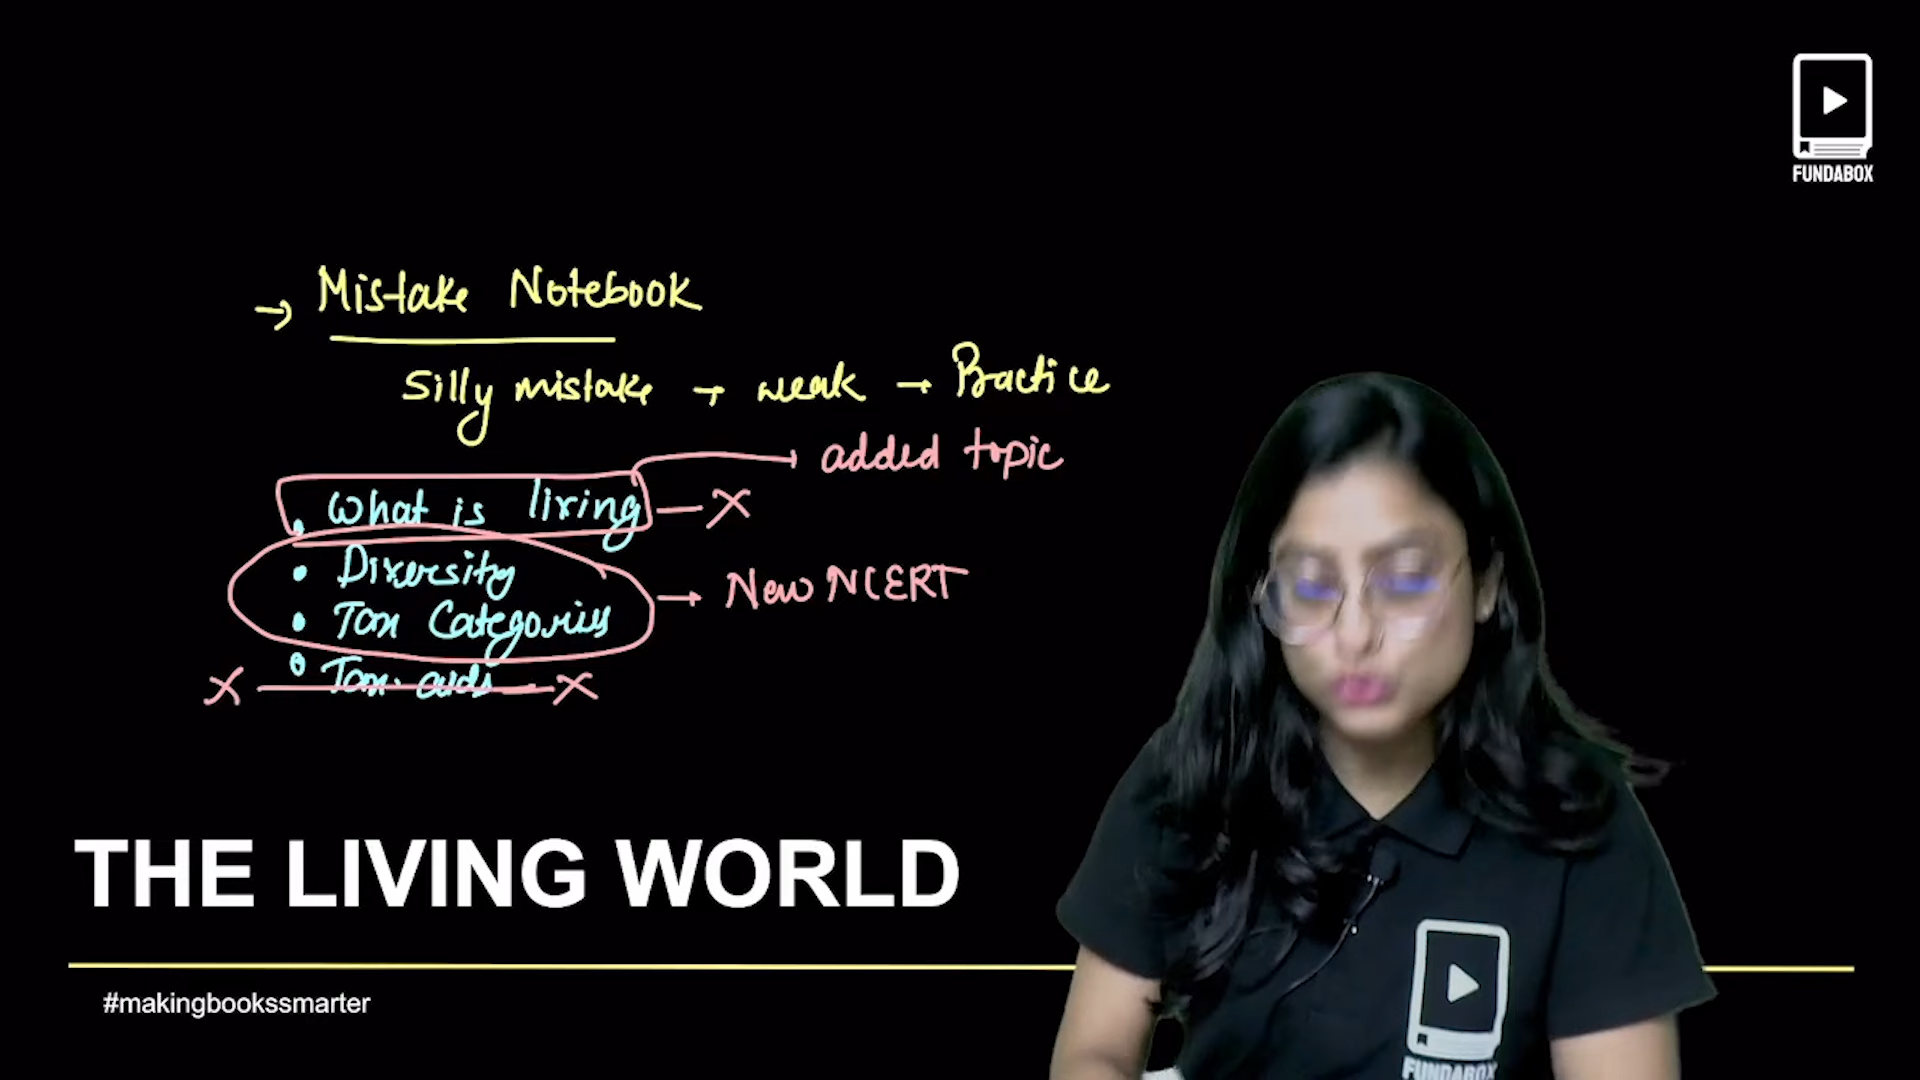 FUNDABOX
→ Mistake Notebook
Silly mistake → weak → Practice
added topic
• What is living — X
• Diversity
• Tax Categories → New NCERT
X • Tax. aids X
THE LIVING WORLD
#makingbookssmarter
FUNDABOX